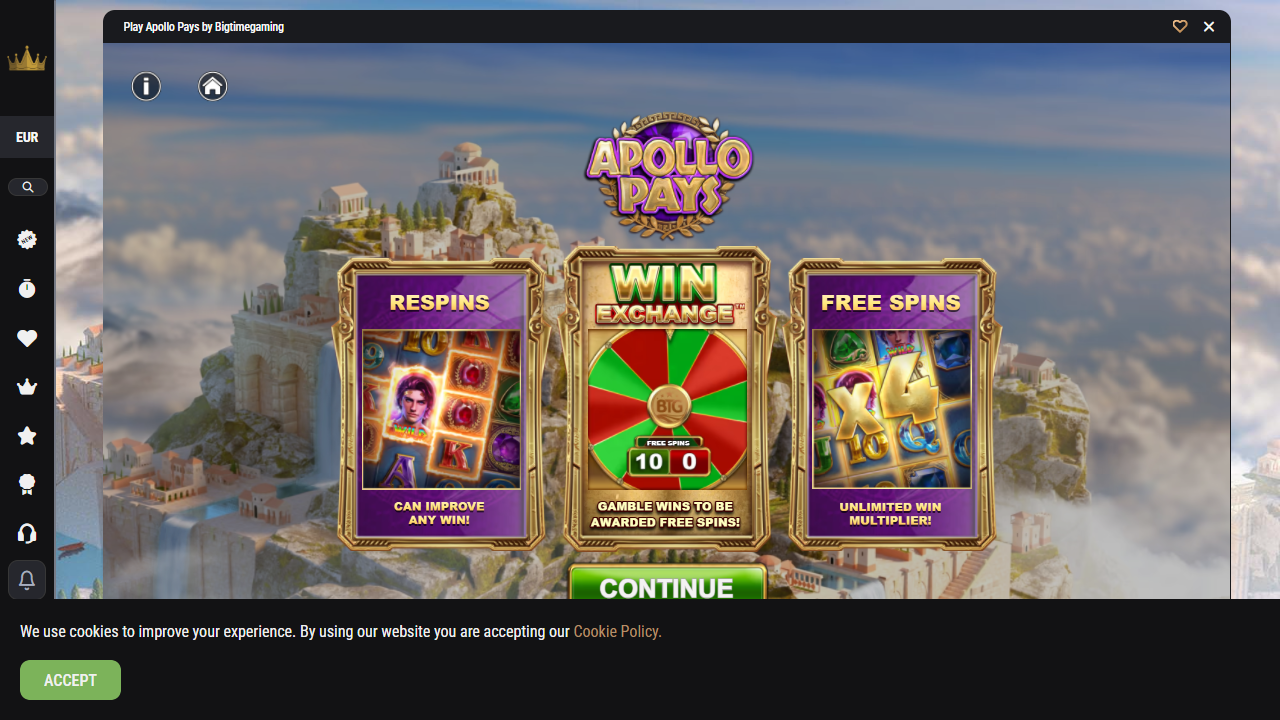 Play Apollo Pays by Bigtimegaming
EUR
NEW
APOLLO
PAYS
RESPINS
WILD
CAN IMPROVE
ANY WIN!
WIN
EXCHANGE™
BTG
FREE SPINS
10 0
GAMBLE WINS TO BE
AWARDED FREE SPINS!
FREE SPINS
x4
UNLIMITED WIN
MULTIPLIER!
CONTINUE
We use cookies to improve your experience. By using our website you are accepting our Cookie Policy.
ACCEPT